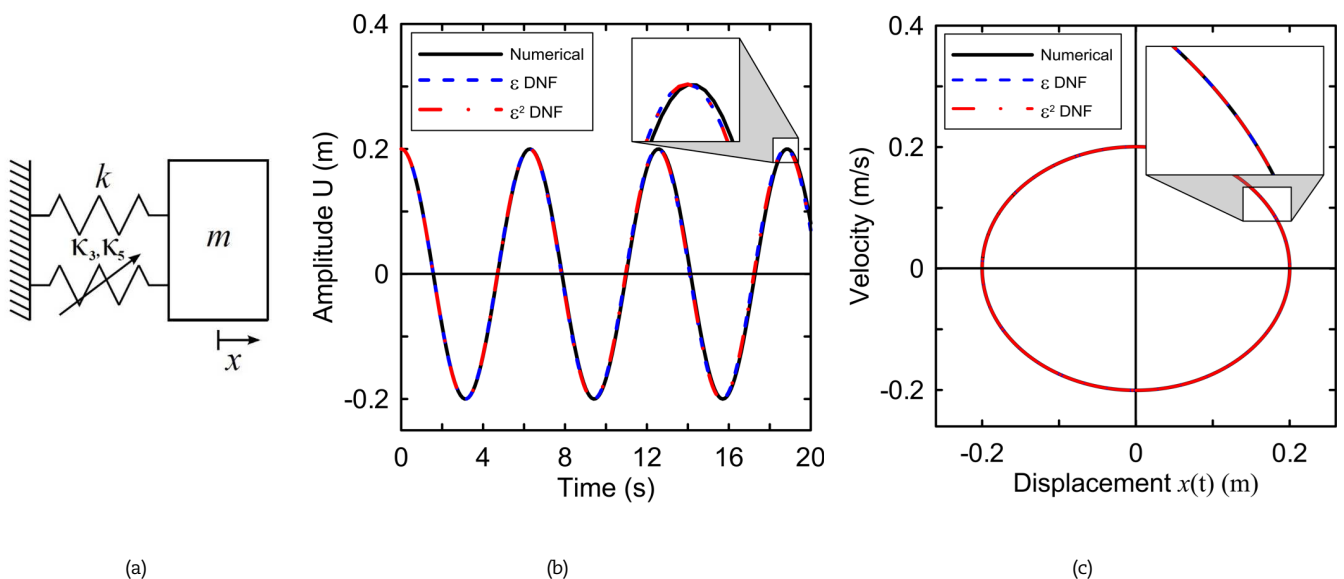 k
κ₃,κ₅
m
x
(a)
0.4
0.2
0
-0.2
Amplitude U (m)
Numerical
ε DNF
ε² DNF
0
4
8
12
16
20
Time (s)
(b)
0.4
0.2
0
-0.2
Velocity (m/s)
Numerical
ε DNF
ε² DNF
-0.2
0
0.2
Displacement x(t) (m)
(c)